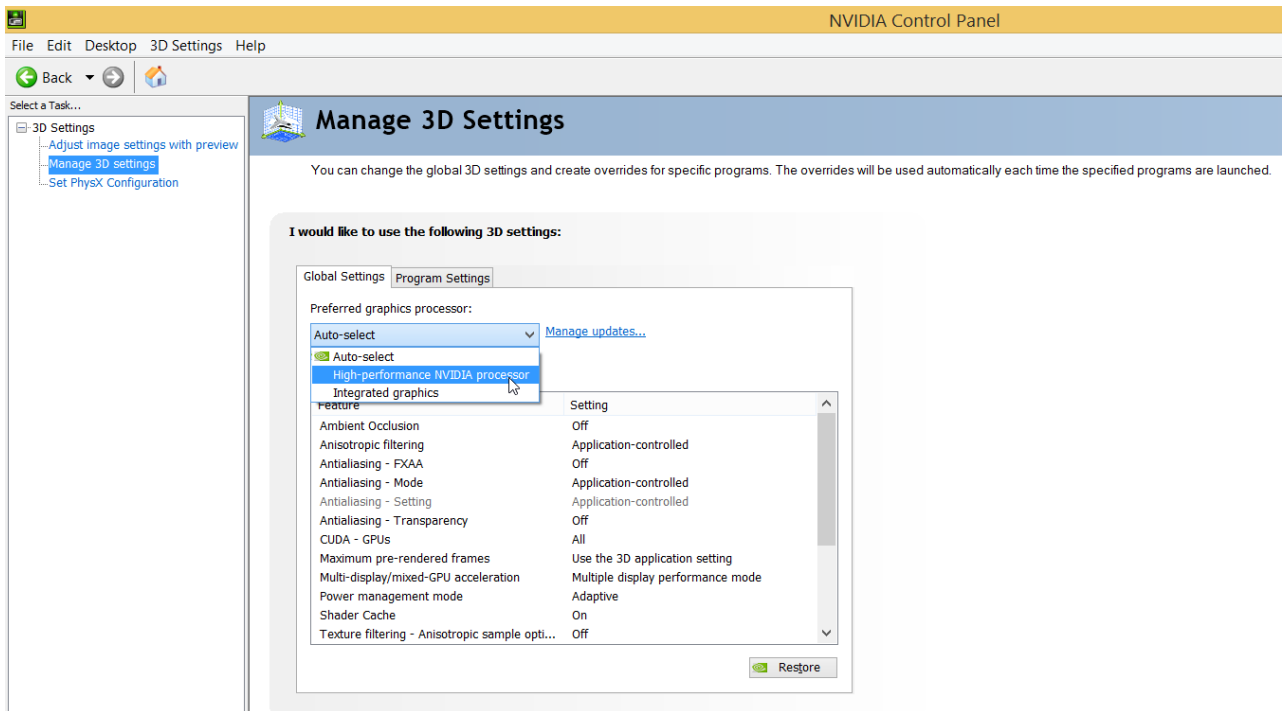 NVIDIA Control Panel
File Edit Desktop 3D Settings Help
Back
Select a Task...
3D Settings
Adjust image settings with preview
Manage 3D settings
Set PhysX Configuration
Manage 3D Settings
You can change the global 3D settings and create overrides for specific programs. The overrides will be used automatically each time the specified programs are launched.
I would like to use the following 3D settings:
Global Settings Program Settings
Preferred graphics processor:
Auto-select Manage updates...
Auto-select
High-performance NVIDIA processor
Integrated graphics
Feature Setting
Ambient Occlusion Off
Anisotropic filtering Application-controlled
Antialiasing - FXAA Off
Antialiasing - Mode Application-controlled
Antialiasing - Setting Application-controlled
Antialiasing - Transparency Off
CUDA - GPUs All
Maximum pre-rendered frames Use the 3D application setting
Multi-display/mixed-GPU acceleration Multiple display performance mode
Power management mode Adaptive
Shader Cache On
Texture filtering - Anisotropic sample opti... Off
Restore